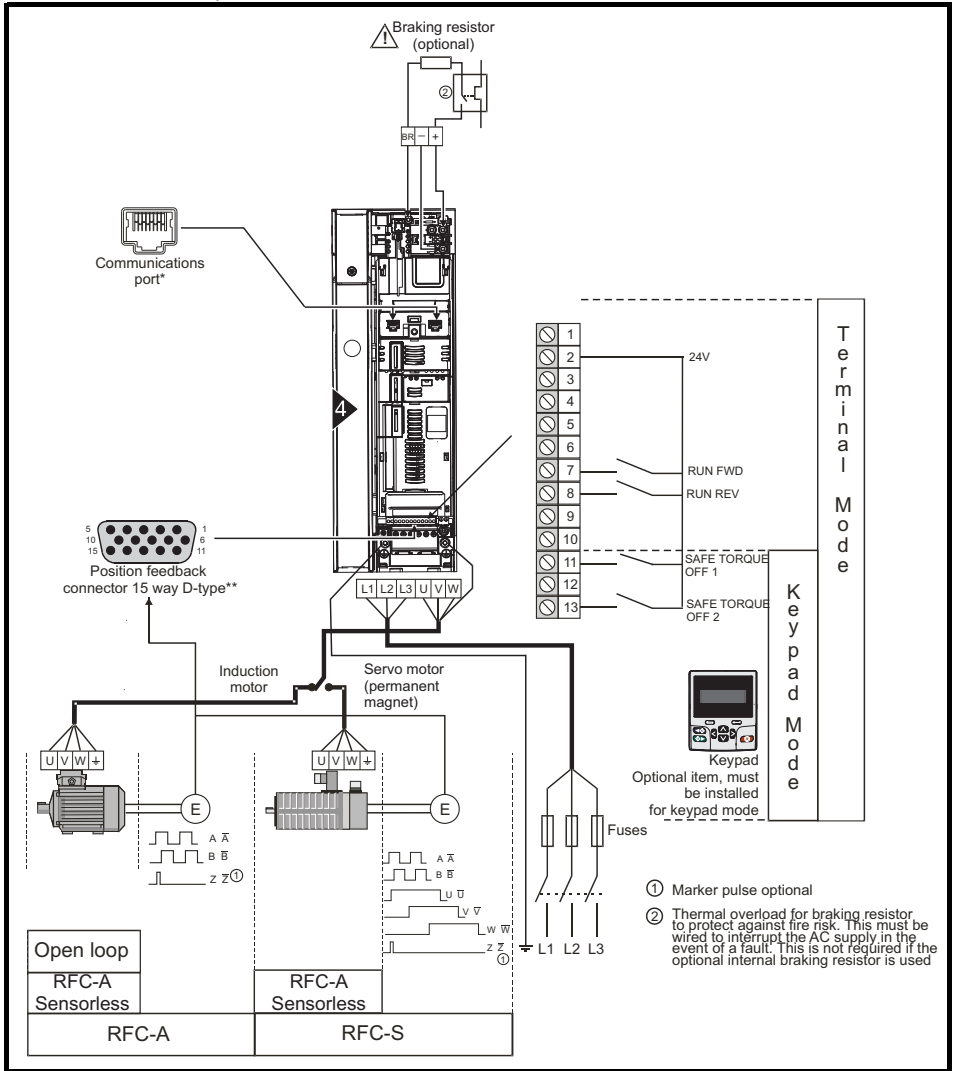 Braking resistor
(optional)
2
BR − +
Communications
port*
4
1
2
3
4
5
6
7
8
9
10
11
12
13
24V
RUN FWD
RUN REV
SAFE TORQUE
OFF 1
SAFE TORQUE
OFF 2
Terminal Mode
Keypad Mode
5 1
10 6
15 11
Position feedback
connector 15 way D-type**
L1 L2 L3 U V W
Induction
motor
Servo motor
(permanent
magnet)
U V W
U V W
E
E
A A̅
B B̅
Z Z̅ 1
A A̅
B B̅
U U̅
V V̅
W W̅
Z Z̅
1
Keypad
Optional item, must
be installed
for keypad mode
Fuses
L1 L2 L3
1 Marker pulse optional
2 Thermal overload for braking resistor
to protect against fire risk. This must be
wired to interrupt the AC supply in the
event of a fault. This is not required if the
optional internal braking resistor is used
Open loop
RFC-A
Sensorless
RFC-A
RFC-A
Sensorless
RFC-S